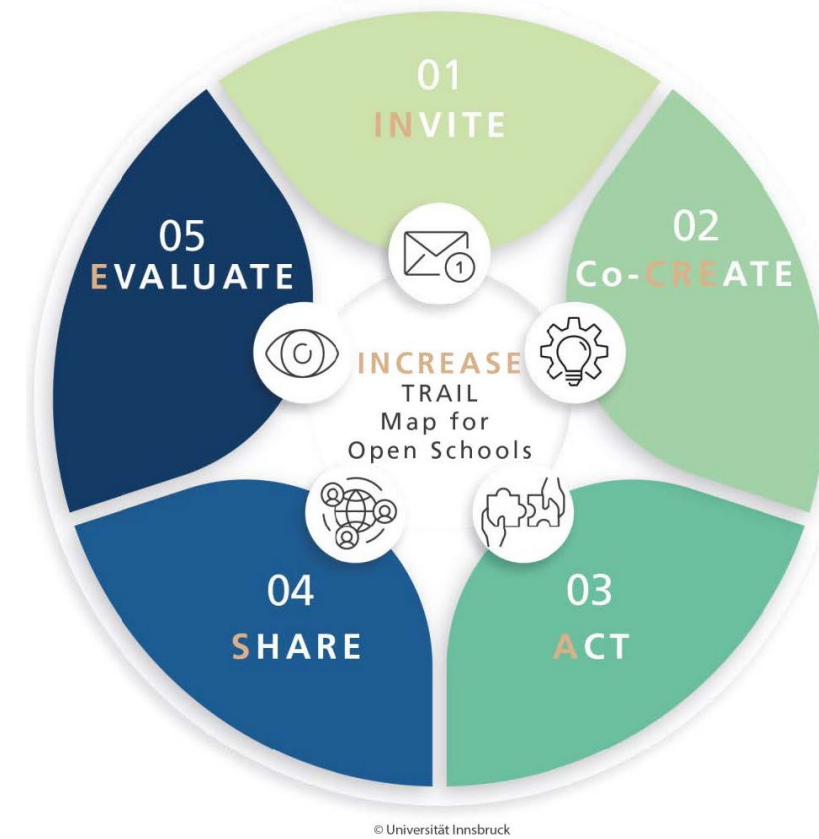 01
INVITE
1
02
Co-CREATE
03
ACT
04
SHARE
05
EVALUATE
INCREASE
TRAIL
Map for
Open Schools
© Universität Innsbruck